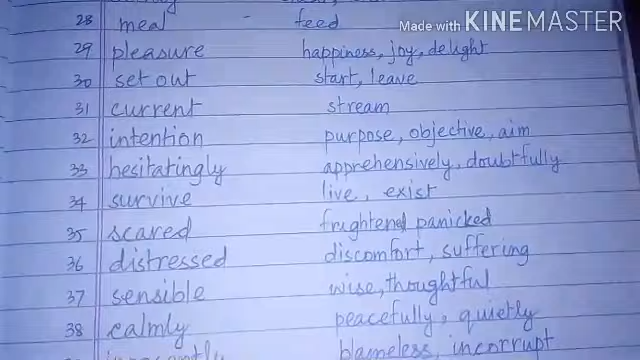 Made with KINEMASTER
28 meal - feed
29 pleasure happiness, joy, delight
30 set out start, leave
31 current stream
32 intention purpose, objective, aim
33 hesitatingly apprehensively, doubtfully
34 survive live, exist
35 scared frightened panicked
36 distressed discomfort, suffering
37 sensible wise, thoughtful
38 calmly peacefully, quietly
blameless, incorrupt